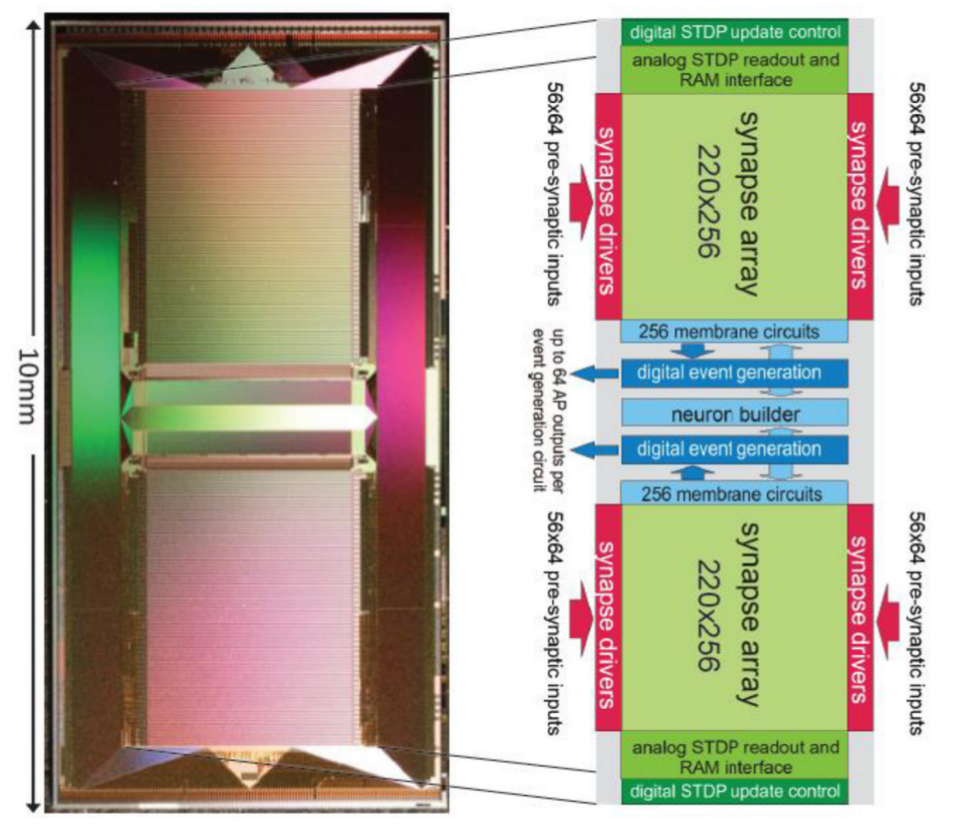 10mm
digital STDP update control
analog STDP readout and
RAM interface
56x64 pre-synaptic inputs
synapse drivers
synapse array
220x256
synapse drivers
56x64 pre-synaptic inputs
256 membrane circuits
digital event generation
up to 64 AP outputs per
event generation circuit
neuron builder
digital event generation
256 membrane circuits
56x64 pre-synaptic inputs
synapse drivers
synapse array
220x256
synapse drivers
56x64 pre-synaptic inputs
analog STDP readout and
RAM interface
digital STDP update control